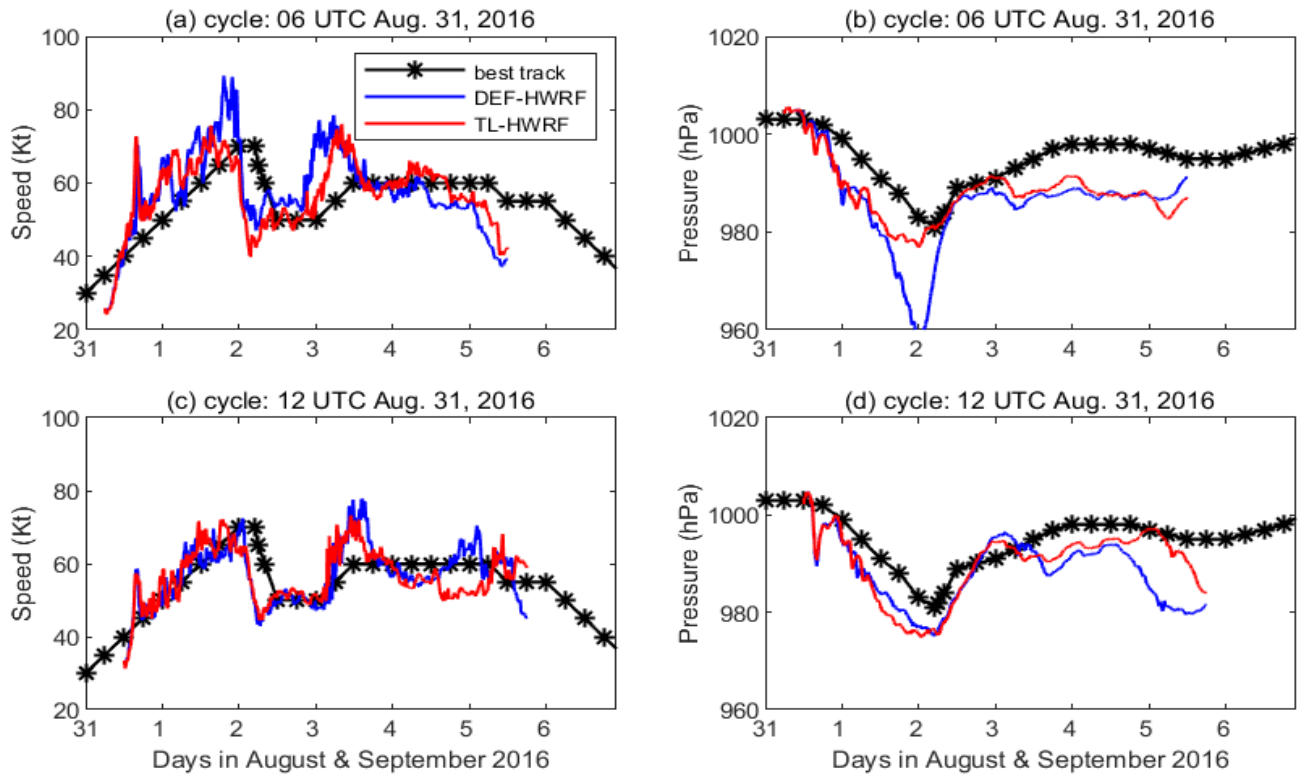 (a) cycle: 06 UTC Aug. 31, 2016
100
80
60
40
20
Speed (Kt)
31 1 2 3 4 5 6
best track
DEF-HWRF
TL-HWRF
(b) cycle: 06 UTC Aug. 31, 2016
1020
1000
980
960
Pressure (hPa)
31 1 2 3 4 5 6
(c) cycle: 12 UTC Aug. 31, 2016
100
80
60
40
20
Speed (Kt)
31 1 2 3 4 5 6
Days in August & September 2016
(d) cycle: 12 UTC Aug. 31, 2016
1020
1000
980
960
Pressure (hPa)
31 1 2 3 4 5 6
Days in August & September 2016